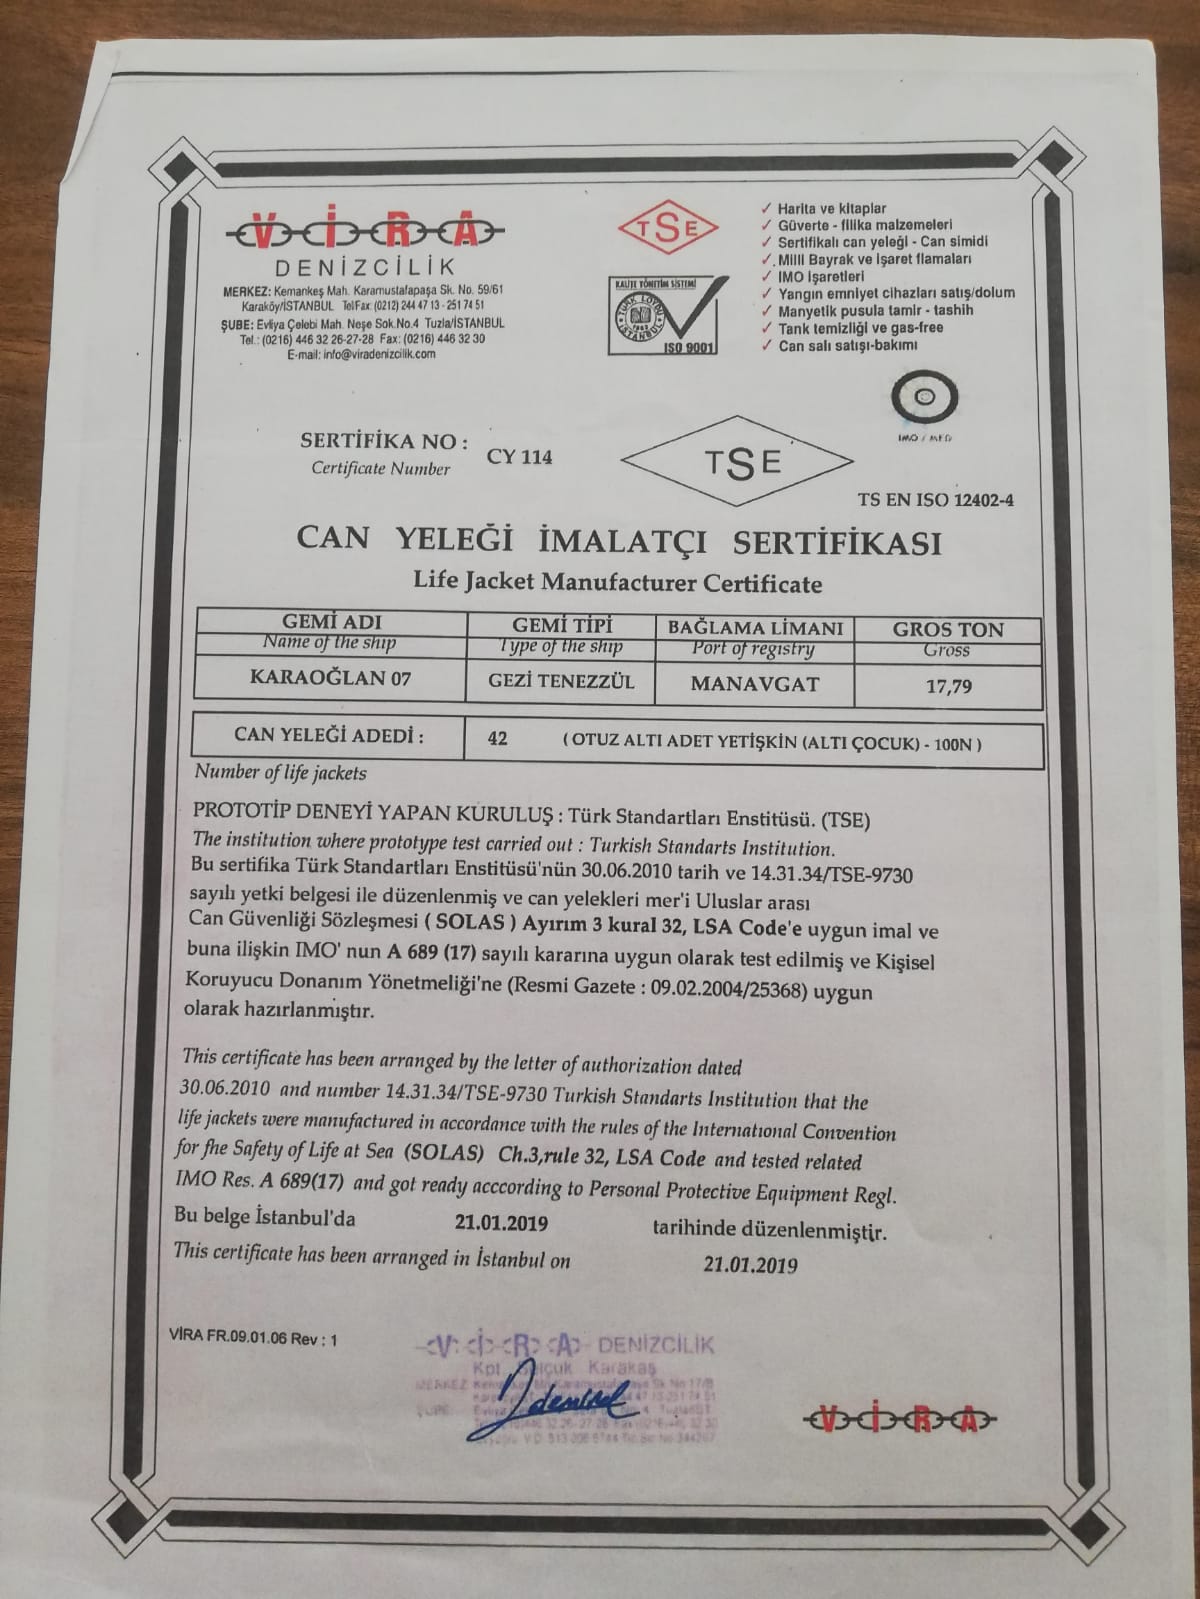 VİRA
DENİZCİLİK
MERKEZ: Kemankeş Mah. Karamustafapaşa Sk. No. 59/61
Karaköy/İSTANBUL Tel/Fax: (0212) 244 47 13 - 251 74 51
ŞUBE: Evliya Çelebi Mah. Neşe Sok.No.4 Tuzla/İSTANBUL
Tel.: (0216) 446 32 26-27-28 Fax: (0216) 446 32 30
E-mail: info@viradenizcilik.com
TSE
KALİTE YÖNETİM SİSTEMİ
TÜRK LOYDU
İSTANBUL
ISO 9001
✓ Harita ve kitaplar
✓ Güverte - filika malzemeleri
✓ Sertifikalı can yeleği - Can simidi
✓ Milli Bayrak ve işaret flamaları
✓ IMO İşaretleri
✓ Yangın emniyet cihazları satış/dolum
✓ Manyetik pusula tamir - tashih
✓ Tank temizliği ve gas-free
✓ Can salı satışı-bakımı
IMO / MED
SERTİFİKA NO :
Certificate Number
CY 114
TSE
TS EN ISO 12402-4
CAN YELEĞİ İMALATÇI SERTİFİKASI
Life Jacket Manufacturer Certificate
GEMİ ADI GEMİ TİPİ BAĞLAMA LİMANI GROS TON
Name of the ship Type of the ship Port of registry Gross
KARAOĞLAN 07 GEZİ TENEZZÜL MANAVGAT 17,79
CAN YELEĞİ ADEDİ : 42 ( OTUZ ALTI ADET YETİŞKİN (ALTI ÇOCUK) - 100N )
Number of life jackets
PROTOTİP DENEYİ YAPAN KURULUŞ : Türk Standartları Enstitüsü. (TSE)
The institution where prototype test carried out : Turkish Standarts Institution.
Bu sertifika Türk Standartları Enstitüsü'nün 30.06.2010 tarih ve 14.31.34/TSE-9730
sayılı yetki belgesi ile düzenlenmiş ve can yelekleri mer'i Uluslar arası
Can Güvenliği Sözleşmesi ( SOLAS ) Ayırım 3 kural 32, LSA Code'e uygun imal ve
buna ilişkin IMO' nun A 689 (17) sayılı kararına uygun olarak test edilmiş ve Kişisel
Koruyucu Donanım Yönetmeliği'ne (Resmi Gazete : 09.02.2004/25368) uygun
olarak hazırlanmıştır.
This certificate has been arranged by the letter of authorization dated
30.06.2010 and number 14.31.34/TSE-9730 Turkish Standarts Institution that the
life jackets were manufactured in accordance with the rules of the International Convention
for fhe Safety of Life at Sea (SOLAS) Ch.3,rule 32, LSA Code and tested related
IMO Res. A 689(17) and got ready acccording to Personal Protective Equipment Regl.
Bu belge İstanbul'da 21.01.2019 tarihinde düzenlenmiştir.
This certificate has been arranged in İstanbul on 21.01.2019
VİRA FR.09.01.06 Rev : 1
VİRA DENİZCİLİK
Kpt. Karakaş
MERKEZ
VİRA